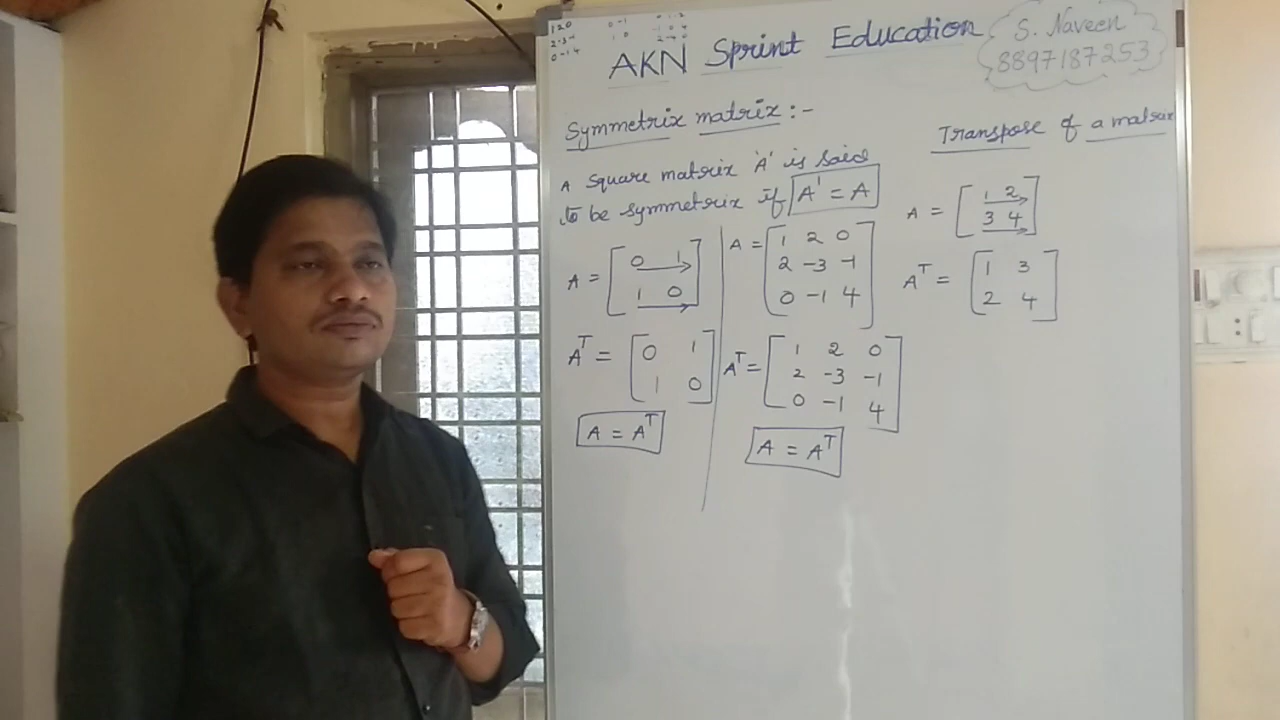 AKN Sprint Education
S. Naveen
8897187253
Symmetrix matrix :-
A square matrix 'A' is said
to be symmetrix if A' = A
A = [ 0 1
1 0 ]
A^T = [ 0 1
1 0 ]
A = A^T
A = [ 1 2 0
2 -3 -1
0 -1 4 ]
A^T = [ 1 2 0
2 -3 -1
0 -1 4 ]
A = A^T
Transpose of a matrix
A = [ 1 2
3 4 ]
A^T = [ 1 3
2 4 ]